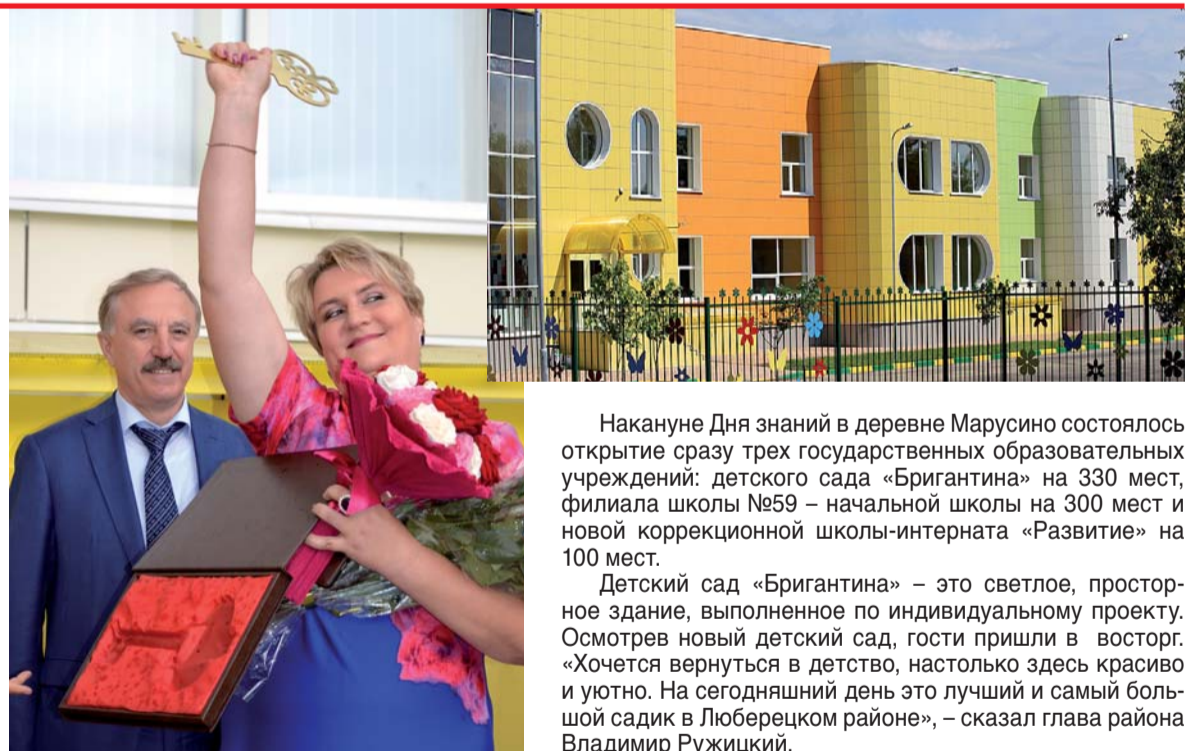 Накануне Дня знаний в деревне Марусино состоялось
открытие сразу трех государственных образовательных
учреждений: детского сада «Бригантина» на 330 мест,
филиала школы №59 – начальной школы на 300 мест и
новой коррекционной школы-интерната «Развитие» на
100 мест.
Детский сад «Бригантина» – это светлое, простор-
ное здание, выполненное по индивидуальному проекту.
Осмотрев новый детский сад, гости пришли в восторг.
«Хочется вернуться в детство, настолько здесь красиво
и уютно. На сегодняшний день это лучший и самый боль-
шой садик в Люберецком районе», – сказал глава района
Владимир Ружицкий.